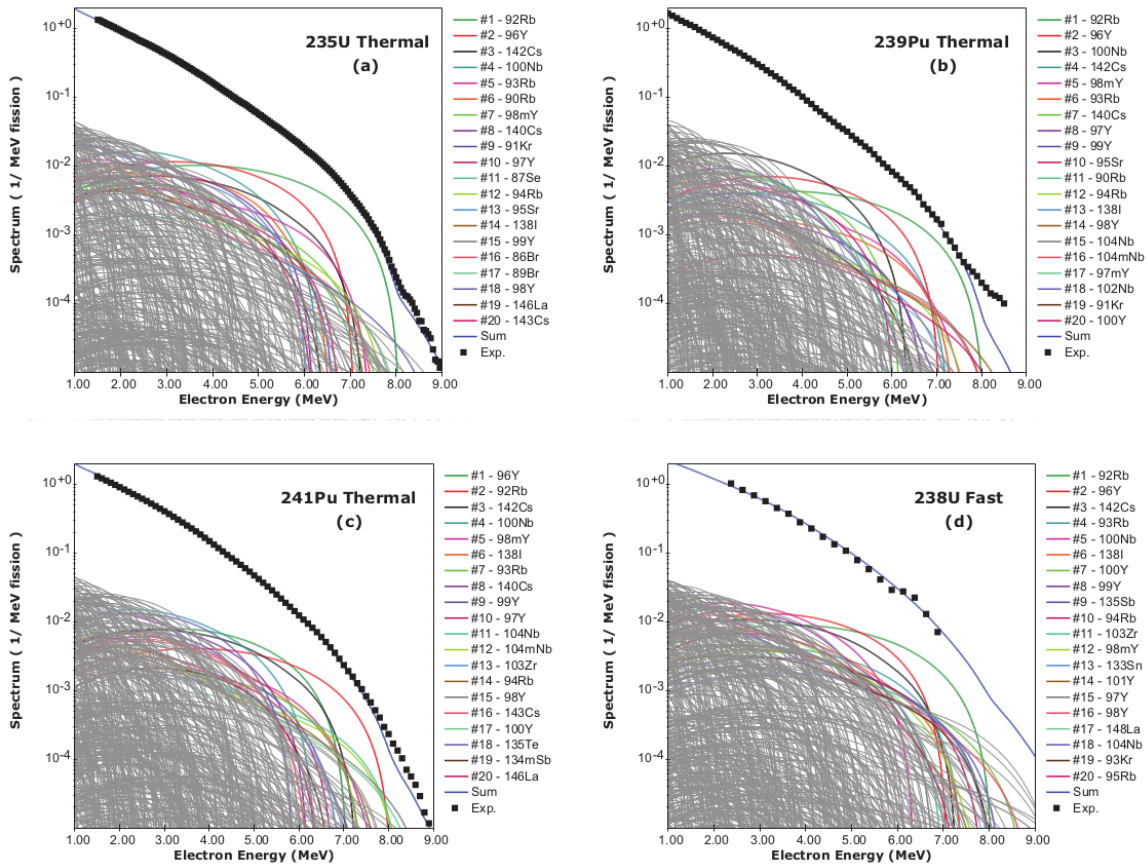 235U Thermal
(a)
Spectrum ( 1/ MeV fission )
10+0
10-1
10-2
10-3
10-4
1.00 2.00 3.00 4.00 5.00 6.00 7.00 8.00 9.00
Electron Energy (MeV)
#1 - 92Rb
#2 - 96Y
#3 - 142Cs
#4 - 100Nb
#5 - 93Rb
#6 - 90Rb
#7 - 98mY
#8 - 140Cs
#9 - 91Kr
#10 - 97Y
#11 - 87Se
#12 - 94Rb
#13 - 95Sr
#14 - 138I
#15 - 99Y
#16 - 86Br
#17 - 89Br
#18 - 98Y
#19 - 146La
#20 - 143Cs
Sum
Exp.
239Pu Thermal
(b)
Spectrum ( 1/ MeV fission )
10+0
10-1
10-2
10-3
10-4
1.00 2.00 3.00 4.00 5.00 6.00 7.00 8.00 9.00
Electron Energy (MeV)
#1 - 92Rb
#2 - 96Y
#3 - 100Nb
#4 - 142Cs
#5 - 98mY
#6 - 93Rb
#7 - 140Cs
#8 - 97Y
#9 - 99Y
#10 - 95Sr
#11 - 90Rb
#12 - 94Rb
#13 - 138I
#14 - 98Y
#15 - 104Nb
#16 - 104mNb
#17 - 97mY
#18 - 102Nb
#19 - 91Kr
#20 - 100Y
Sum
Exp.
241Pu Thermal
(c)
Spectrum ( 1/ MeV fission )
10+0
10-1
10-2
10-3
10-4
1.00 2.00 3.00 4.00 5.00 6.00 7.00 8.00 9.00
Electron Energy (MeV)
#1 - 96Y
#2 - 92Rb
#3 - 142Cs
#4 - 100Nb
#5 - 98mY
#6 - 138I
#7 - 93Rb
#8 - 140Cs
#9 - 99Y
#10 - 97Y
#11 - 104Nb
#12 - 104mNb
#13 - 103Zr
#14 - 94Rb
#15 - 98Y
#16 - 143Cs
#17 - 100Y
#18 - 135Te
#19 - 134mSb
#20 - 146La
Sum
Exp.
238U Fast
(d)
Spectrum ( 1/ MeV fission )
10+0
10-1
10-2
10-3
10-4
1.00 2.00 3.00 4.00 5.00 6.00 7.00 8.00 9.00
Electron Energy (MeV)
#1 - 92Rb
#2 - 96Y
#3 - 142Cs
#4 - 93Rb
#5 - 100Nb
#6 - 138I
#7 - 100Y
#8 - 99Y
#9 - 135Sb
#10 - 94Rb
#11 - 103Zr
#12 - 98mY
#13 - 133Sn
#14 - 101Y
#15 - 97Y
#16 - 98Y
#17 - 148La
#18 - 104Nb
#19 - 93Kr
#20 - 95Rb
Sum
Exp.